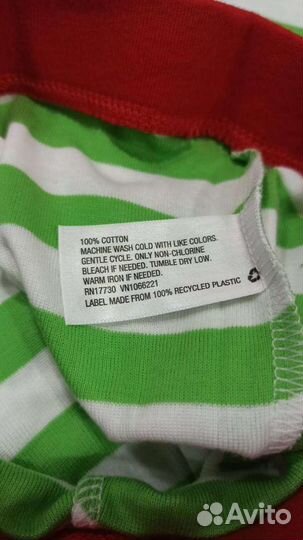 100% COTTON
MACHINE WASH COLD WITH LIKE COLORS.
GENTLE CYCLE. ONLY NON-CHLORINE
BLEACH IF NEEDED. TUMBLE DRY LOW.
WARM IRON IF NEEDED.
RN17730 VN1066221
LABEL MADE FROM 100% RECYCLED PLASTIC
Avito